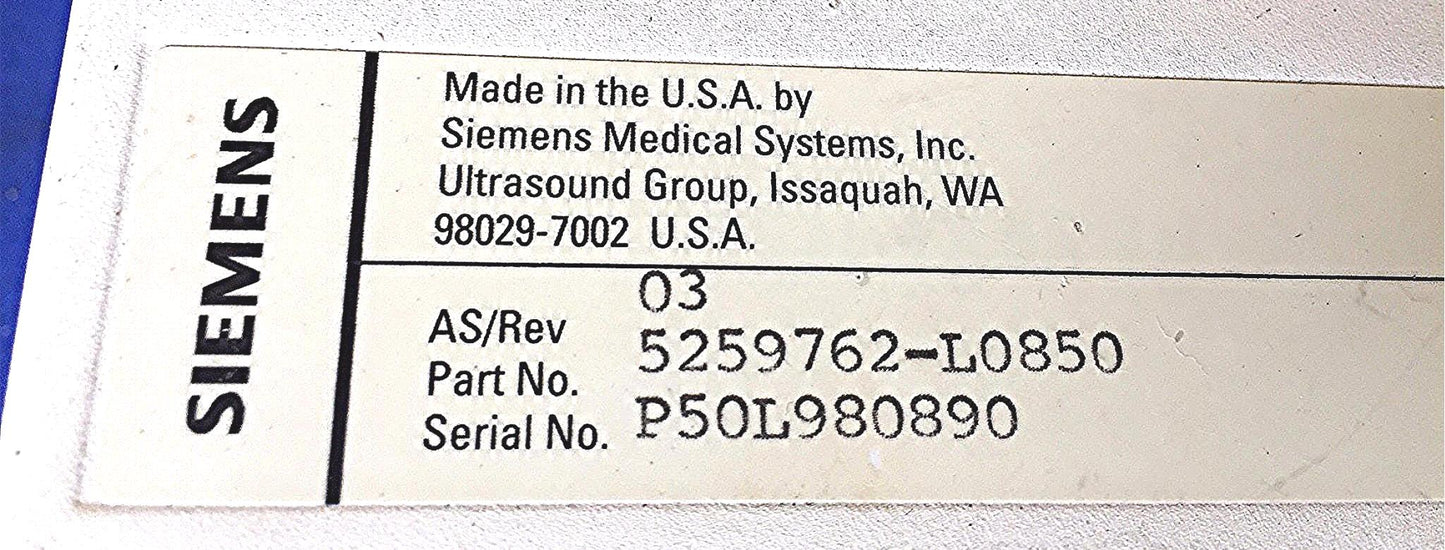 SIEMENS
Made in the U.S.A. by
Siemens Medical Systems, Inc.
Ultrasound Group, Issaquah, WA
98029-7002 U.S.A.
AS/Rev 03
Part No. 5259762-L0850
Serial No. P50L980890